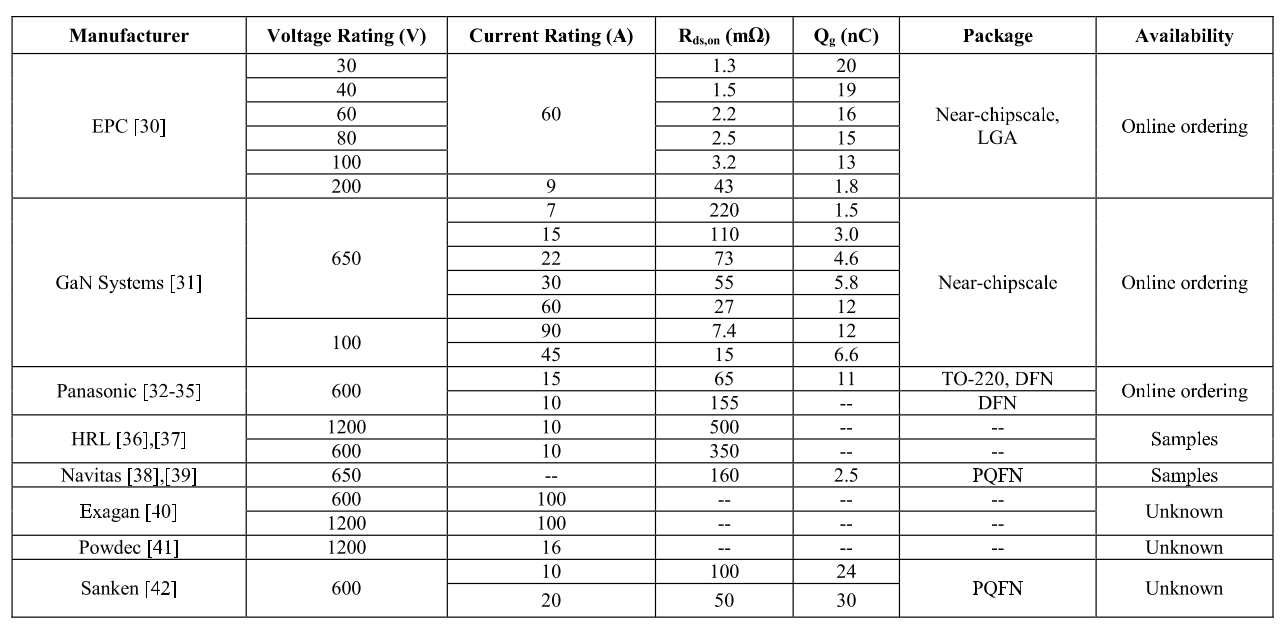 Manufacturer Voltage Rating (V) Current Rating (A) Rds,on (mΩ) Qg (nC) Package Availability
EPC [30] 30 60 1.3 20 Near-chipscale, LGA Online ordering
40 1.5 19
60 2.2 16
80 2.5 15
100 3.2 13
200 9 43 1.8
GaN Systems [31] 650 7 220 1.5 Near-chipscale Online ordering
15 110 3.0
22 73 4.6
30 55 5.8
60 27 12
100 90 7.4 12
45 15 6.6
Panasonic [32-35] 600 15 65 11 TO-220, DFN Online ordering
10 155 -- DFN
HRL [36],[37] 1200 10 500 -- -- Samples
600 10 350 -- --
Navitas [38],[39] 650 -- 160 2.5 PQFN Samples
Exagan [40] 600 100 -- -- -- Unknown
1200 100 -- -- --
Powdec [41] 1200 16 -- -- -- Unknown
Sanken [42] 600 10 100 24 PQFN Unknown
20 50 30